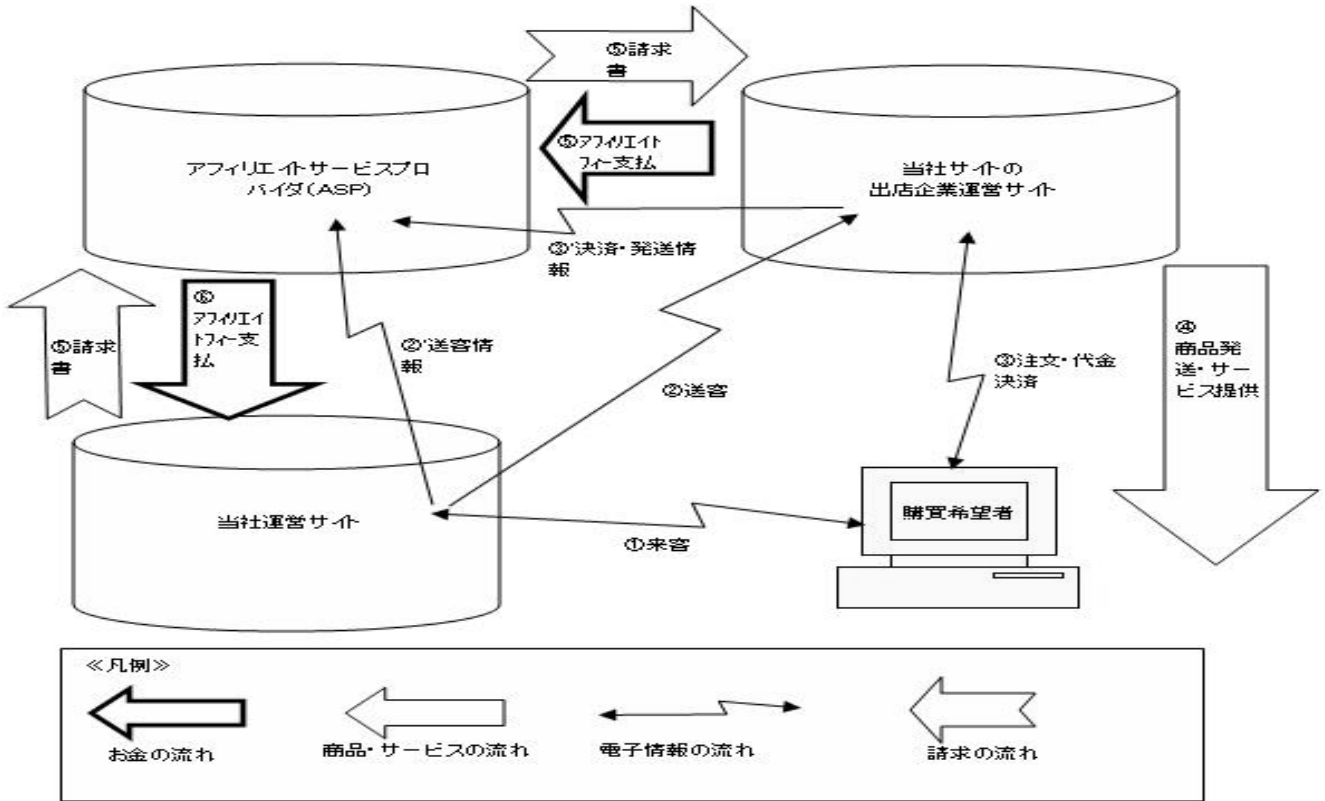 ⑤請求
書
アフィリエイトサービスプロ
バイダ(ASP)
⑤アフィリエイト
フィー支払
当社サイトの
出店企業運営サイト
③'決済・発送情
報
⑥
アフィリエイ
トフィー支
払
⑤請求
書
②'送客情
報
②送客
③注文・代金
決済
④
商品発
送・サー
ビス提供
当社運営サイト
①来客
購買希望者
≪凡例≫
お金の流れ
商品・サービスの流れ
電子情報の流れ
請求の流れ